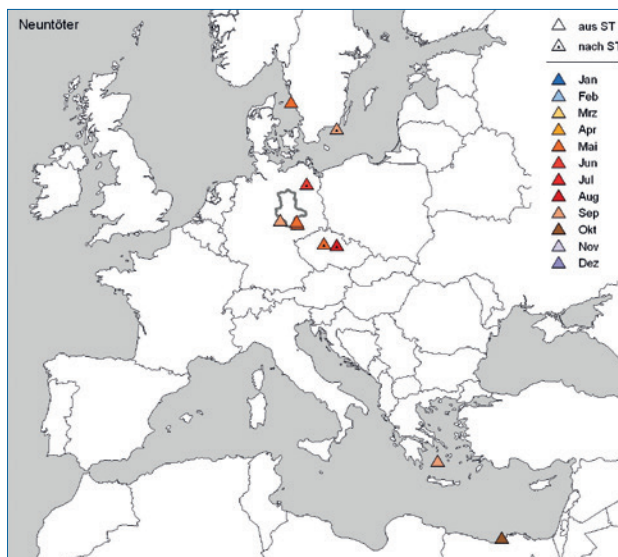 Neuntöter
aus ST
nach ST
Jan
Feb
Mrz
Apr
Mai
Jun
Jul
Aug
Sep
Okt
Nov
Dez